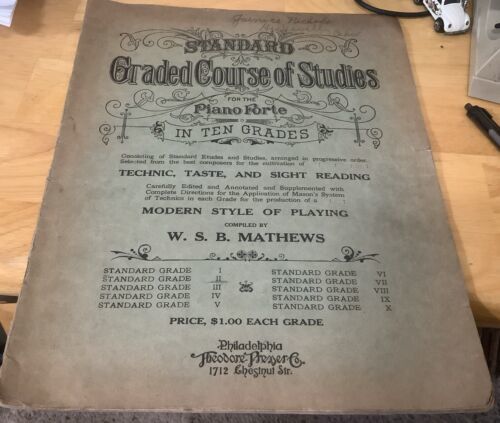 STANDARD
Graded Course of Studies
FOR THE
Piano Forte
IN TEN GRADES
Consisting of Standard Etudes and Studies, arranged in progressive order,
Selected from the best composers for the cultivation of
TECHNIC, TASTE, AND SIGHT READING
Carefully Edited and Annotated and Supplemented with
Complete Directions for the Application of Mason's System
of Technics in each Grade for the production of a
MODERN STYLE OF PLAYING
COMPILED BY
W. S. B. MATHEWS
STANDARD GRADE I
STANDARD GRADE II
STANDARD GRADE III
STANDARD GRADE IV
STANDARD GRADE V
STANDARD GRADE VI
STANDARD GRADE VII
STANDARD GRADE VIII
STANDARD GRADE IX
STANDARD GRADE X
PRICE, $1.00 EACH GRADE
Philadelphia
Theodore Presser Co.
1712 Chestnut Str.